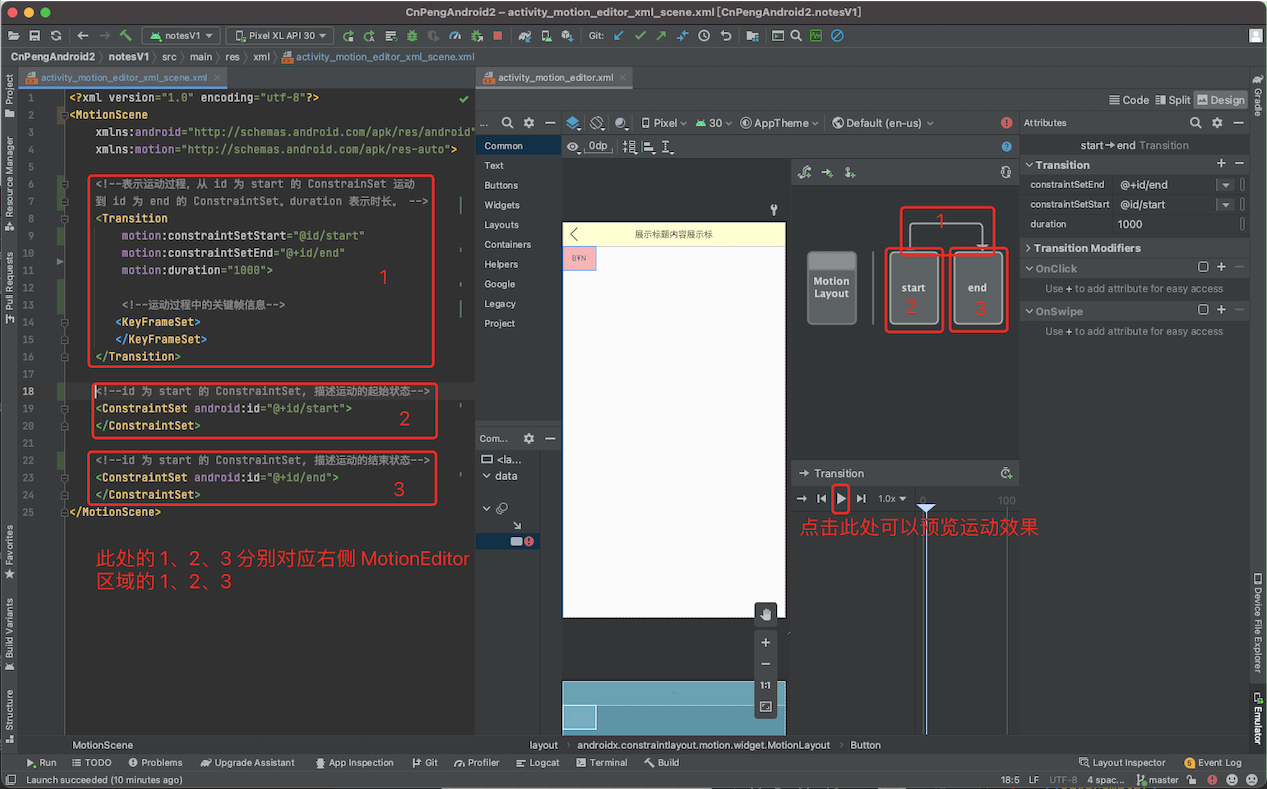 CnPengAndroid2 – activity_motion_editor_xml_scene.xml [CnPengAndroid2.notesV1]
notesV1
Pixel XL API 30
Git:
CnPengAndroid2 〉 notesV1 〉 src 〉 main 〉 res 〉 xml 〉 activity_motion_editor_xml_scene.xml
activity_motion_editor_xml_scene.xml
activity_motion_editor.xml
Project
Resource Manager
Pull Requests
Favorites
Build Variants
Structure
1 <?xml version="1.0" encoding="utf-8"?>
2 <MotionScene
3 xmlns:android="http://schemas.android.com/apk/res/android"
4 xmlns:motion="http://schemas.android.com/apk/res-auto">
5
6 <!--表示运动过程，从 id 为 start 的 ConstrainSet 运动
7 到 id 为 end 的 ConstraintSet。duration 表示时长。 -->
8 <Transition
9 motion:constraintSetStart="@id/start"
10 motion:constraintSetEnd="@+id/end"
11 motion:duration="1000">
12
13 <!--运动过程中的关键帧信息-->
14 <KeyFrameSet>
15 </KeyFrameSet>
16 </Transition>
17
18 <!--id 为 start 的 ConstraintSet, 描述运动的起始状态-->
19 <ConstraintSet android:id="@+id/start">
20 </ConstraintSet>
21
22 <!--id 为 start 的 ConstraintSet, 描述运动的结束状态-->
23 <ConstraintSet android:id="@+id/end">
24 </ConstraintSet>
25 </MotionScene>
1
2
3
此处的 1、2、3 分别对应右侧 MotionEditor
区域的 1、2、3
MotionScene
Code
Split
Design
...
Common
Text
Buttons
Widgets
Layouts
Containers
Helpers
Google
Legacy
Project
Com...
<la...
data
Pixel
30
AppTheme
Default (en-us)
0dp
展示标题内容展示标
BTN
1:1
Motion
Layout
1
start
2
end
3
Transition
1.0x
0
100
点击此处可以预览运动效果
Attributes
start→end Transition
Transition
constraintSetEnd @+id/end
constraintSetStart @id/start
duration 1000
Transition Modifiers
OnClick
Use + to add attribute for easy access
OnSwipe
Use + to add attribute for easy access
Gradle
Device File Explorer
Emulator
layout 〉 androidx.constraintlayout.motion.widget.MotionLayout 〉 Button
Run
TODO
Problems
Upgrade Assistant
App Inspection
Git
Profiler
Logcat
Terminal
Build
Layout Inspector
5
Event Log
Launch succeeded (10 minutes ago)
18:5 LF UTF-8 4 spac... master